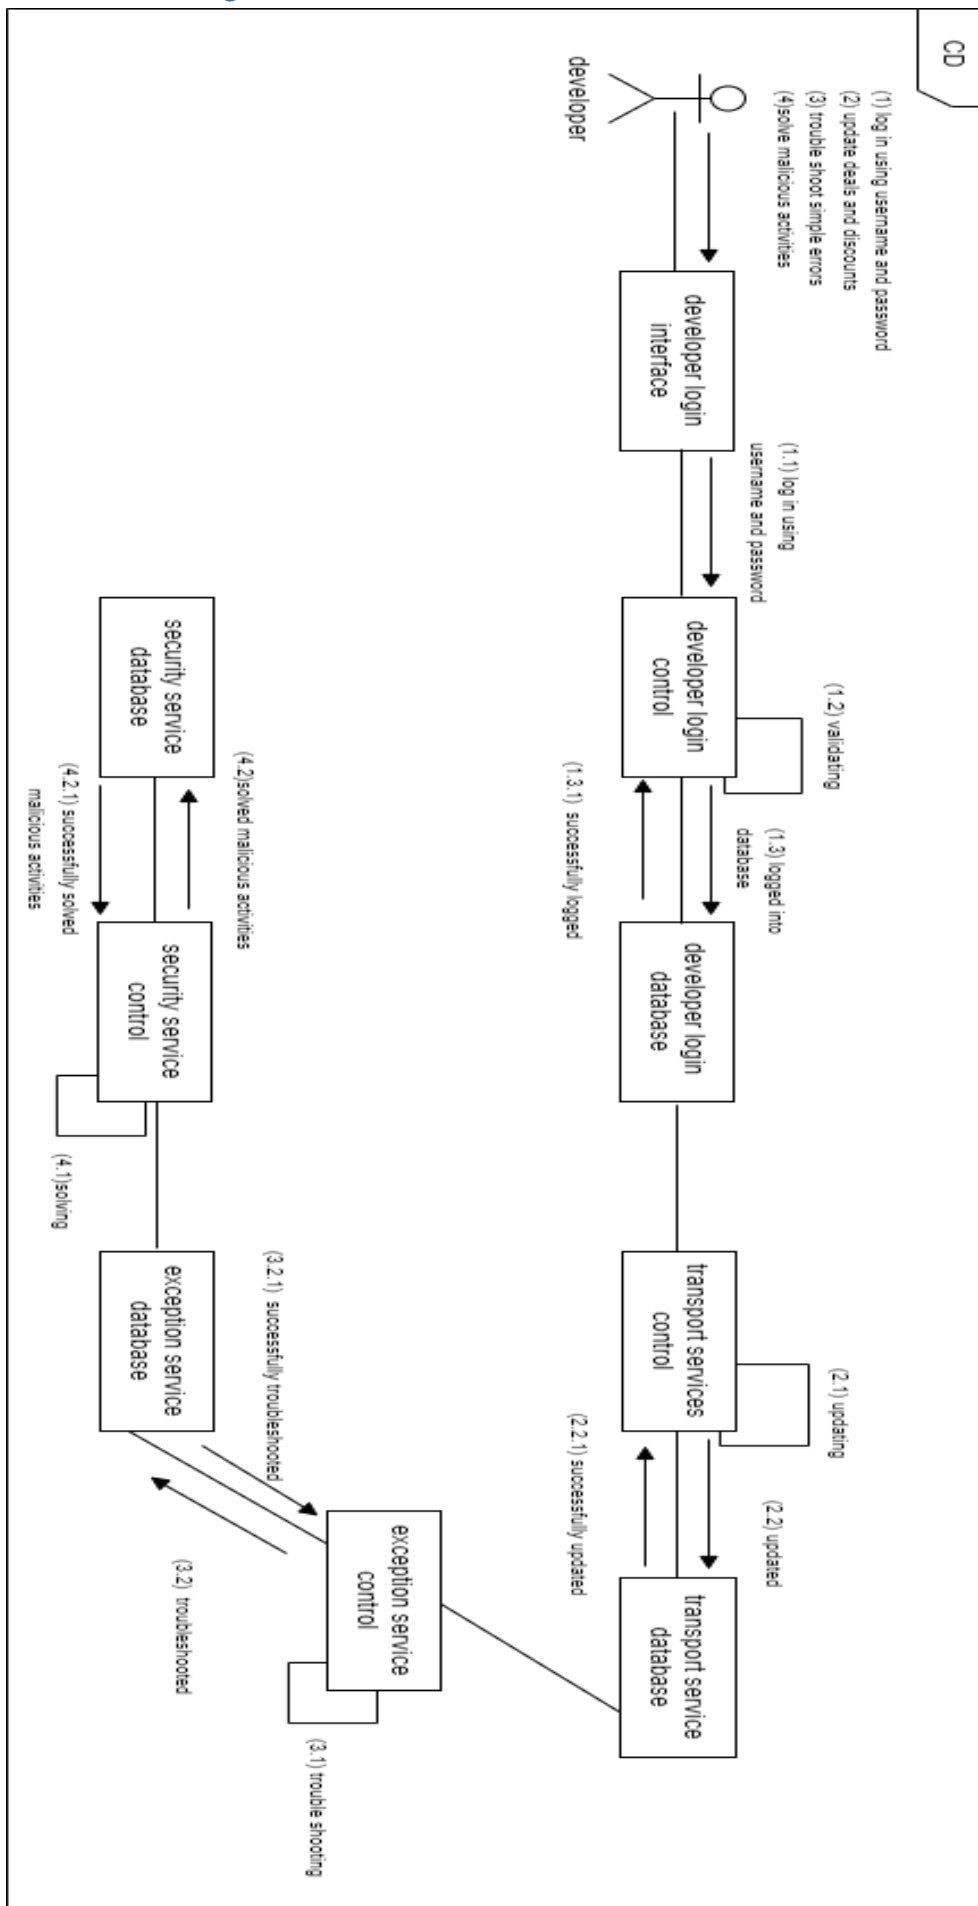 CD
(1) log in using username and password
(2) update deals and discounts
(3) trouble shoot simple errors
(4)solve malicious activities
developer
developer login
interface
(1.1) log in using
username and password
developer login
control
(1.2) validating
(1.3) logged into
database
(1.3.1) successfully logged
developer login
database
transport services
control
(2.1) updating
(2.2) updated
(2.2.1) successfully updated
transport service
database
exception service
control
(3.1) trouble shooting
(3.2) troubleshooted
(3.2.1) successfully troubleshooted
exception service
database
security service
control
(4.1)solving
(4.2)solved malicious activities
(4.2.1) successfully solved
malicious activities
security service
database